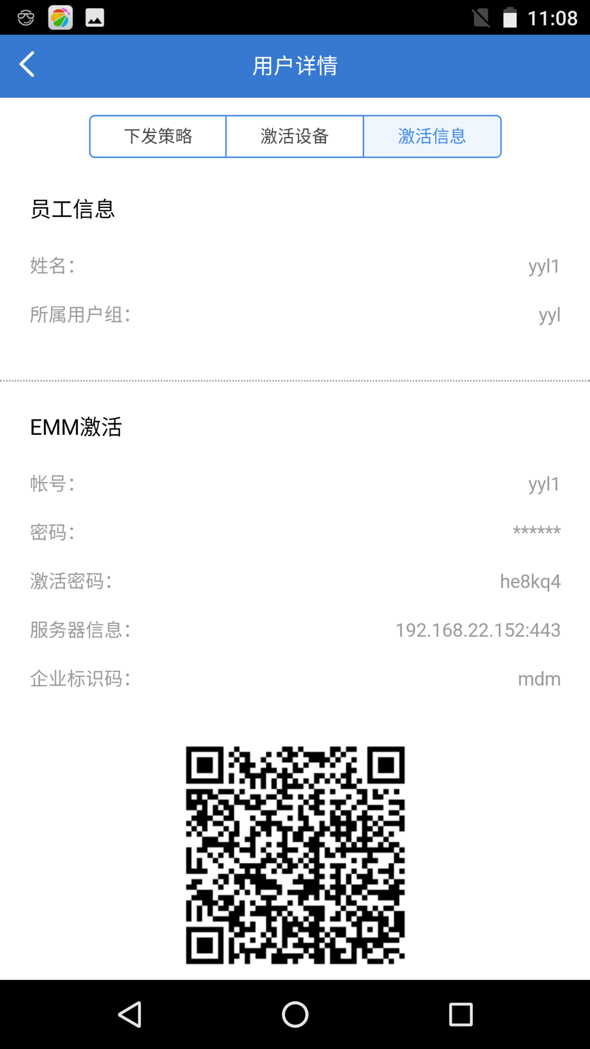 11:08
用户详情
下发策略 激活设备 激活信息
员工信息
姓名： yyl1
所属用户组： yyl
EMM激活
帐号： yyl1
密码： ******
激活密码： he8kq4
服务器信息： 192.168.22.152:443
企业标识码： mdm